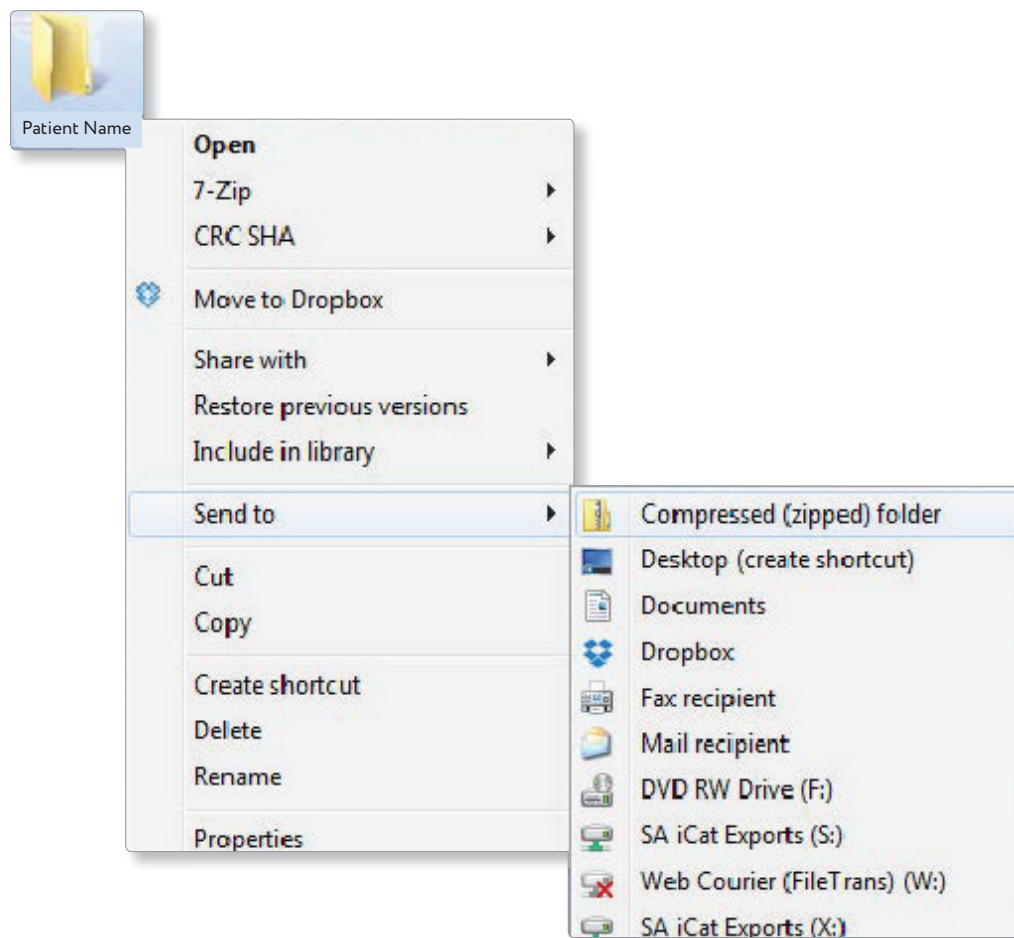 Patient Name
Open
7-Zip
CRC SHA
Move to Dropbox
Share with
Restore previous versions
Include in library
Send to
Cut
Copy
Create shortcut
Delete
Rename
Properties
Compressed (zipped) folder
Desktop (create shortcut)
Documents
Dropbox
Fax recipient
Mail recipient
DVD RW Drive (F:)
SA iCat Exports (S:)
Web Courier (FileTrans) (W:)
SA iCat Exports (X:)